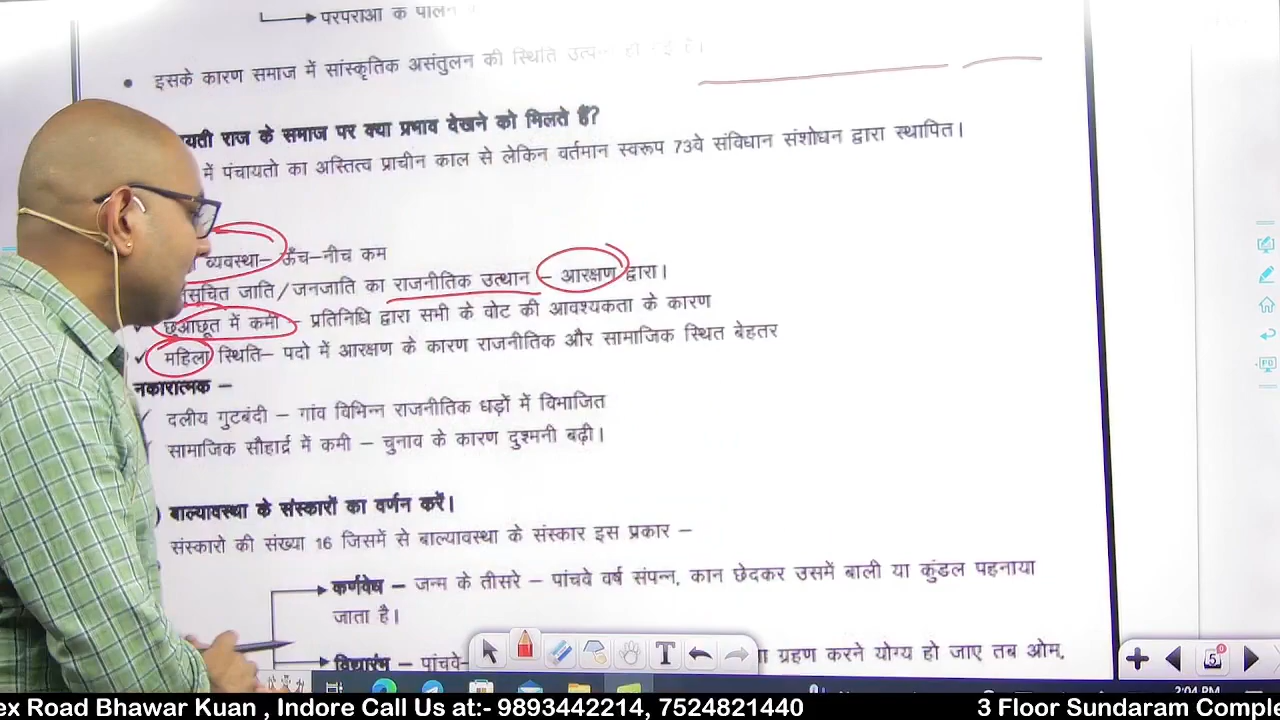 परंपराओं के पालन
इसके कारण समाज में सांस्कृतिक असंतुलन की स्थिति
यती राज के समाज पर क्या प्रभाव देखने को मिलते हैं?
में पंचायतो का अस्तित्व प्राचीन काल से लेकिन वर्तमान स्वरूप 73वे संविधान संशोधन द्वारा स्थापित।
व्यवस्था– ऊँच–नीच कम
सूचित जाति/जनजाति का राजनीतिक उत्थान – आरक्षण द्वारा।
छूआछूत में कमी – प्रतिनिधि द्वारा सभी के वोट की आवश्यकता के कारण
महिला स्थिति– पदो में आरक्षण के कारण राजनीतिक और सामाजिक स्थित बेहतर
नकारात्मक –
दलीय गुटबंदी – गांव विभिन्न राजनीतिक धड़ों में विभाजित
सामाजिक सौहार्द्र में कमी – चुनाव के कारण दुश्मनी बढ़ी।
) बाल्यावस्था के संस्कारों का वर्णन करें।
संस्कारो की संख्या 16 जिसमें से बाल्यावस्था के संस्कार इस प्रकार –
कर्णवेध – जन्म के तीसरे – पांचवे वर्ष संपन्न, कान छेदकर उसमें बाली या कुंडल पहनाया
जाता है।
विद्यारंभ – पांचवे– ग्रहण करने योग्य हो जाए तब ओम,
T
5
2:04 PM
ex Road Bhawar Kuan , Indore Call Us at:- 9893442214, 7524821440 3 Floor Sundaram Comple